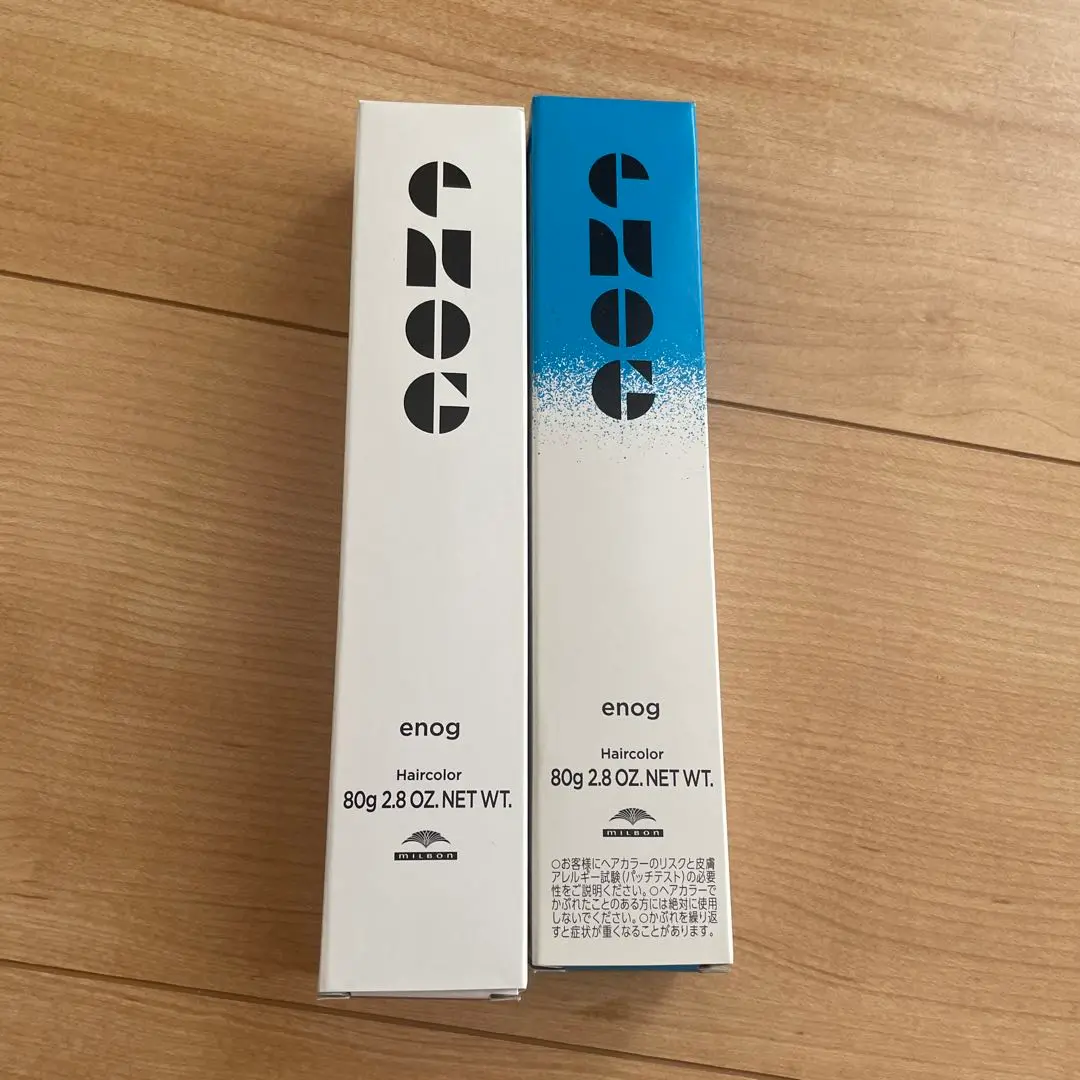 enog
enog
Haircolor
80g 2.8 OZ. NET WT.
MILBON
enog
enog
Haircolor
80g 2.8 OZ. NET WT.
MILBON
○お客様にヘアカラーのリスクと皮膚
アレルギー試験(パッチテスト)の必要
性をご説明ください。○ヘアカラーで
かぶれたことのある方には絶対に使用
しないでください。○かぶれを繰り返
すと症状が重くなることがあります。